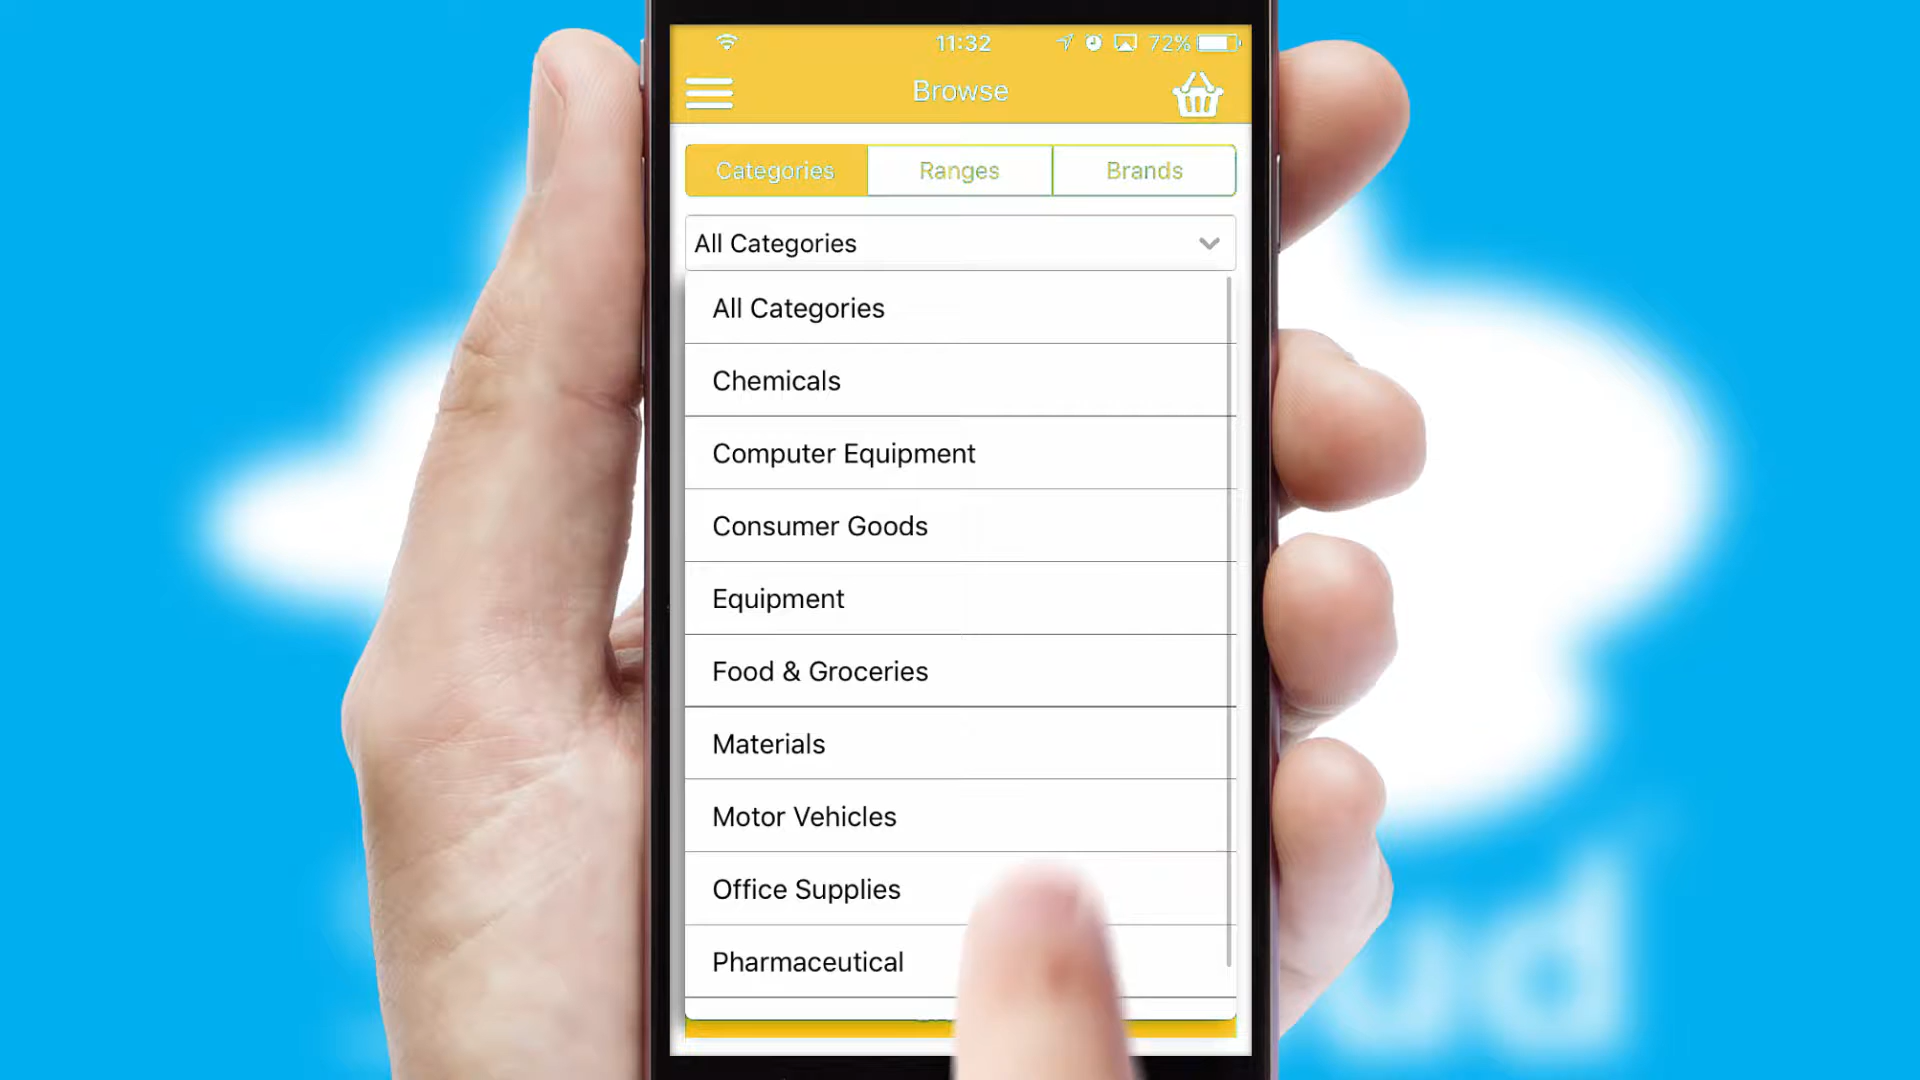 11:32
72%
Browse
Categories
Ranges
Brands
All Categories
All Categories
Chemicals
Computer Equipment
Consumer Goods
Equipment
Food & Groceries
Materials
Motor Vehicles
Office Supplies
Pharmaceutical